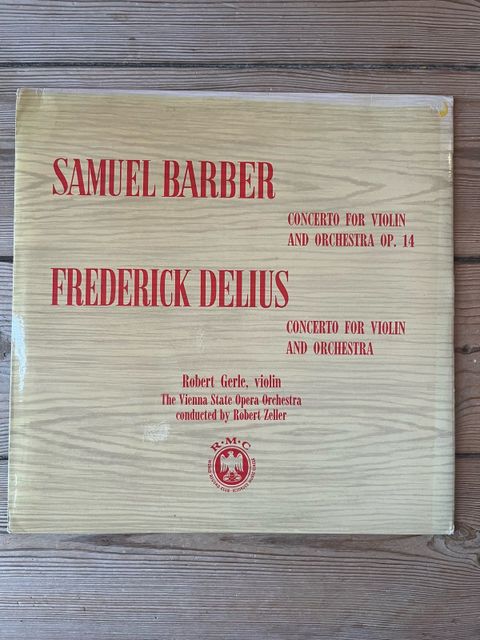 SAMUEL BARBER
CONCERTO FOR VIOLIN
AND ORCHESTRA OP. 14
FREDERICK DELIUS
CONCERTO FOR VIOLIN
AND ORCHESTRA
Robert Gerle, violin
The Vienna State Opera Orchestra
conducted by Robert Zeller
R·M·C